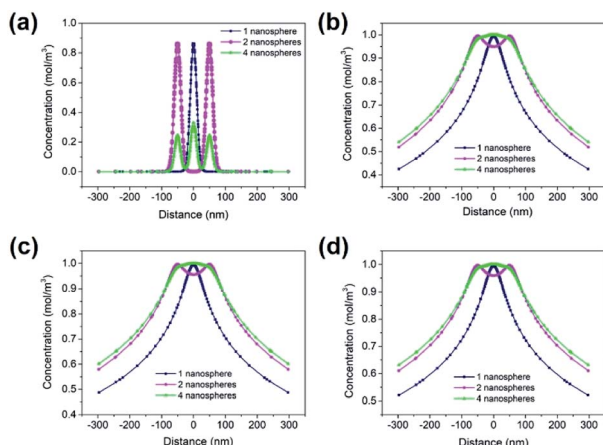 (a)
Concentration (mol/m³)
1.0
0.8
0.6
0.4
0.2
0.0
1 nanosphere
2 nanospheres
4 nanospheres
-300 -200 -100 0 100 200 300
Distance (nm)
(b)
Concentration (mol/m³)
1.0
0.9
0.8
0.7
0.6
0.5
0.4
1 nanosphere
2 nanospheres
4 nanospheres
-300 -200 -100 0 100 200 300
Distance (nm)
(c)
Concentration (mol/m³)
1.0
0.9
0.8
0.7
0.6
0.5
0.4
1 nanosphere
2 nanospheres
4 nanospheres
-300 -200 -100 0 100 200 300
Distance (nm)
(d)
Concentration (mol/m³)
1.0
0.9
0.8
0.7
0.6
0.5
1 nanosphere
2 nanospheres
4 nanospheres
-300 -200 -100 0 100 200 300
Distance (nm)